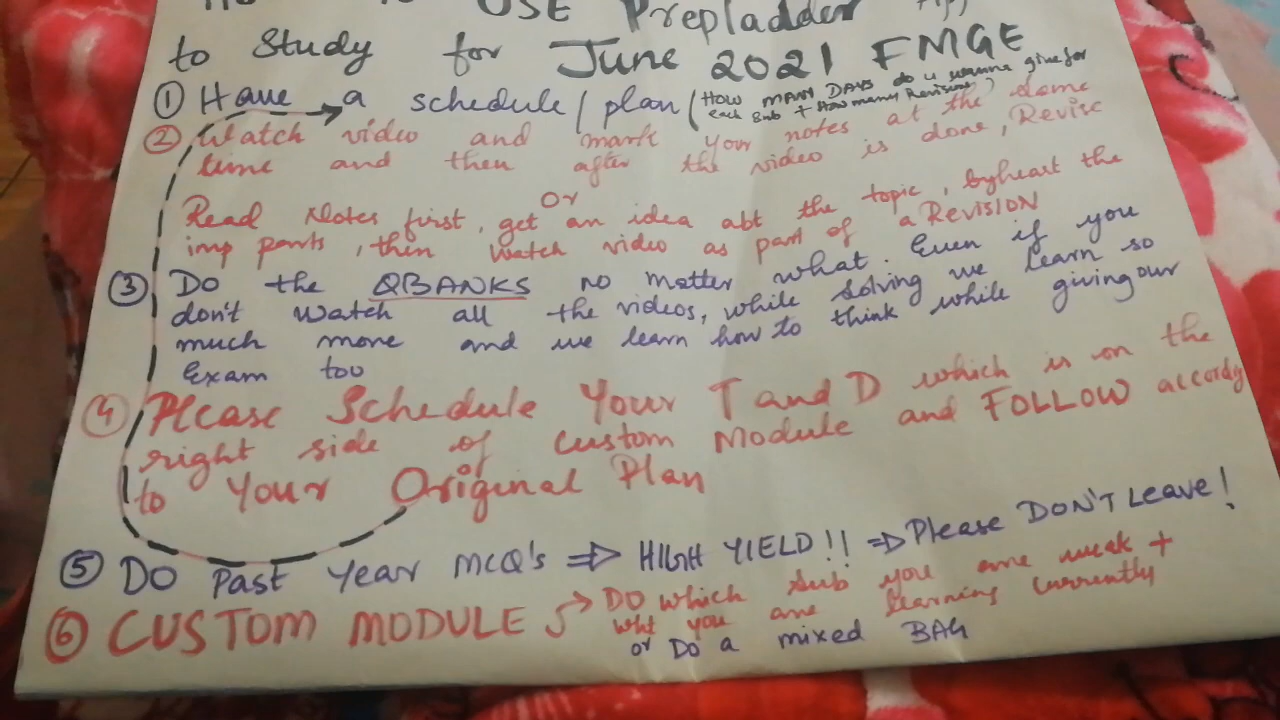 to USE Prepladder App
to Study for June 2021 FMGE
① Have a schedule / plan (HOW MANY DAYS do u wanna give for
each Sub + How many Revisions)
② Watch video and mark your notes at the same
time and then after the video is done, Revise
Or
Read Notes first, get an idea abt the topic, byheart the
imp parts, then Watch video as part of a REVISION
③ Do the QBANKS no matter what. Even if you
don't watch all the videos, while solving we learn so
much more and we learn how to think while giving our
Exam too
④ Please Schedule Your T and D which is on the
right side of Custom Module and FOLLOW accordg
to Your Original Plan
⑤ DO Past Year MCQ's ⇒ HIGH YIELD!! ⇒ Please DON'T Leave!
⑥ CUSTOM MODULE → DO which sub you are weak +
wht you are learning currently
or Do a mixed BAG